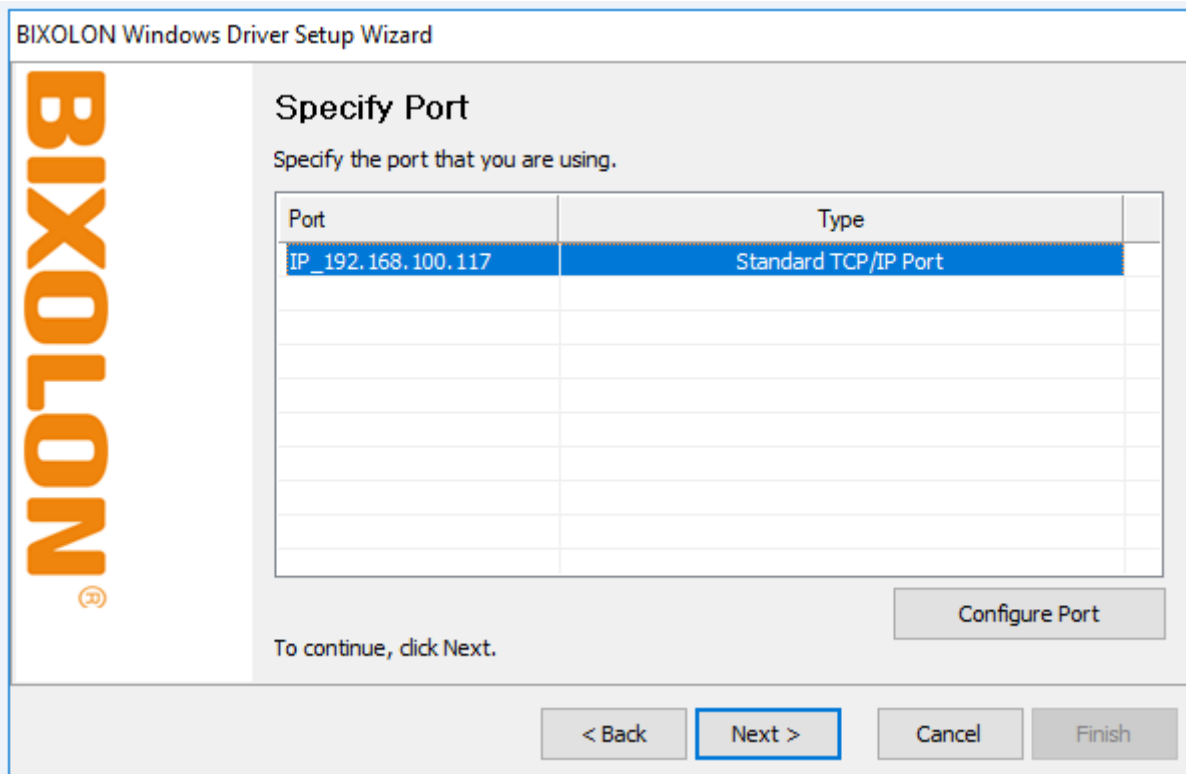 BIXOLON Windows Driver Setup Wizard
BIXOLON®
Specify Port
Specify the port that you are using.
Port Type
IP_192.168.100.117 Standard TCP/IP Port
Configure Port
To continue, click Next.
< Back Next > Cancel Finish